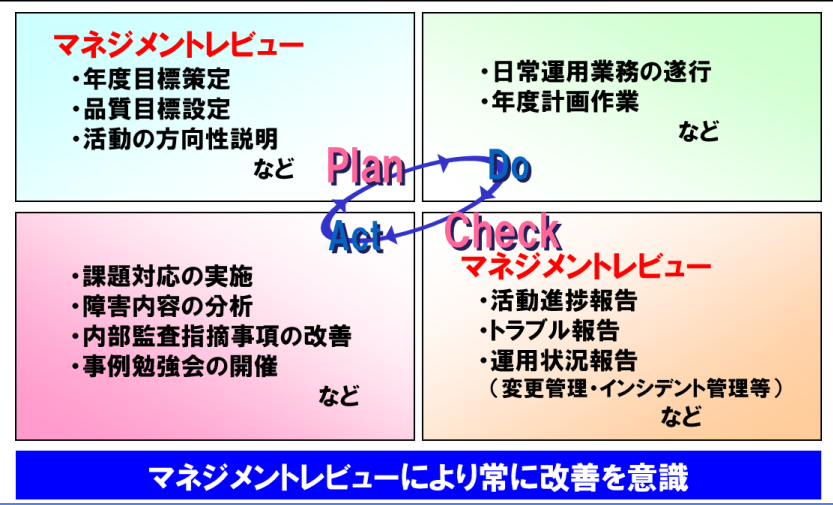 マネジメントレビュー
・年度目標策定
・品質目標設定
・活動の方向性説明
など
Plan
・日常運用業務の遂行
・年度計画作業
など
Do
Act
・課題対応の実施
・障害内容の分析
・内部監査指摘事項の改善
・事例勉強会の開催
など
Check
マネジメントレビュー
・活動進捗報告
・トラブル報告
・運用状況報告
（変更管理・インシデント管理等）
など
マネジメントレビューにより常に改善を意識